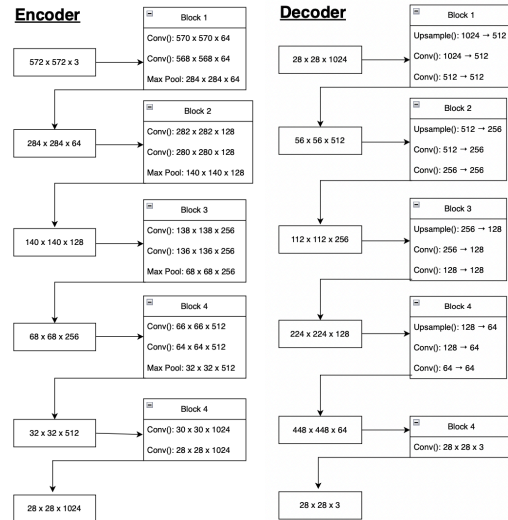 Encoder
572 x 572 x 3
Block 1
Conv(): 570 x 570 x 64
Conv(): 568 x 568 x 64
Max Pool: 284 x 284 x 64
284 x 284 x 64
Block 2
Conv(): 282 x 282 x 128
Conv(): 280 x 280 x 128
Max Pool: 140 x 140 x 128
140 x 140 x 128
Block 3
Conv(): 138 x 138 x 256
Conv(): 136 x 136 x 256
Max Pool: 68 x 68 x 256
68 x 68 x 256
Block 4
Conv(): 66 x 66 x 512
Conv(): 64 x 64 x 512
Max Pool: 32 x 32 x 512
32 x 32 x 512
Block 4
Conv(): 30 x 30 x 1024
Conv(): 28 x 28 x 1024
28 x 28 x 1024
Decoder
28 x 28 x 1024
Block 1
Upsample(): 1024 → 512
Conv(): 1024 → 512
Conv(): 512 → 512
56 x 56 x 512
Block 2
Upsample(): 512 → 256
Conv(): 512 → 256
Conv(): 256 → 256
112 x 112 x 256
Block 3
Upsample(): 256 → 128
Conv(): 256 → 128
Conv(): 128 → 128
224 x 224 x 128
Block 4
Upsample(): 128 → 64
Conv(): 128 → 64
Conv(): 64 → 64
448 x 448 x 64
Block 4
Conv(): 28 x 28 x 3
28 x 28 x 3